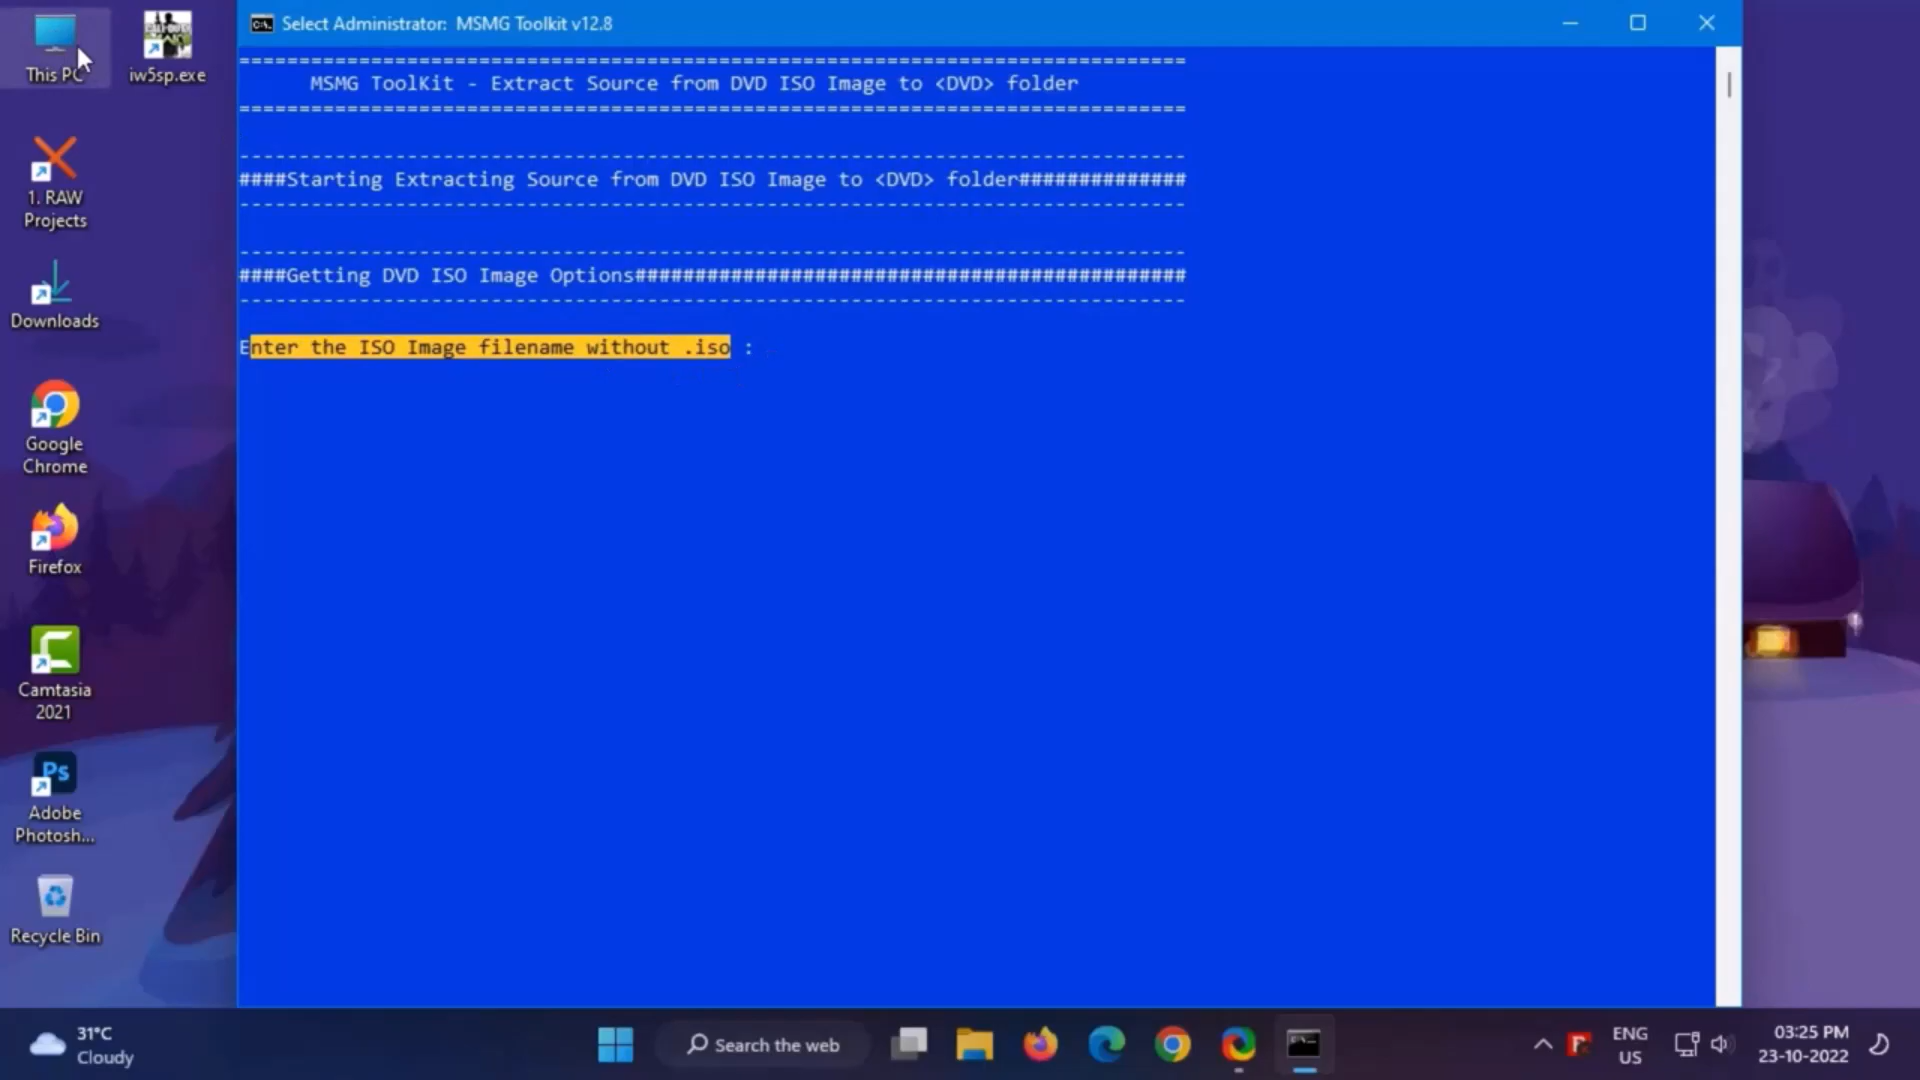 Select Administrator: MSMG Toolkit v12.8
===============================================================================
MSMG ToolKit - Extract Source from DVD ISO Image to <DVD> folder
===============================================================================
-------------------------------------------------------------------------------
####Starting Extracting Source from DVD ISO Image to <DVD> folder##############
-------------------------------------------------------------------------------
-------------------------------------------------------------------------------
####Getting DVD ISO Image Options##############################################
-------------------------------------------------------------------------------
Enter the ISO Image filename without .iso :
This PC
iw5sp.exe
1. RAW
Projects
Downloads
Google
Chrome
Firefox
Camtasia
2021
Ps
Adobe
Photosh...
Recycle Bin
31°C
Cloudy
Search the web
ENG
US
03:25 PM
23-10-2022